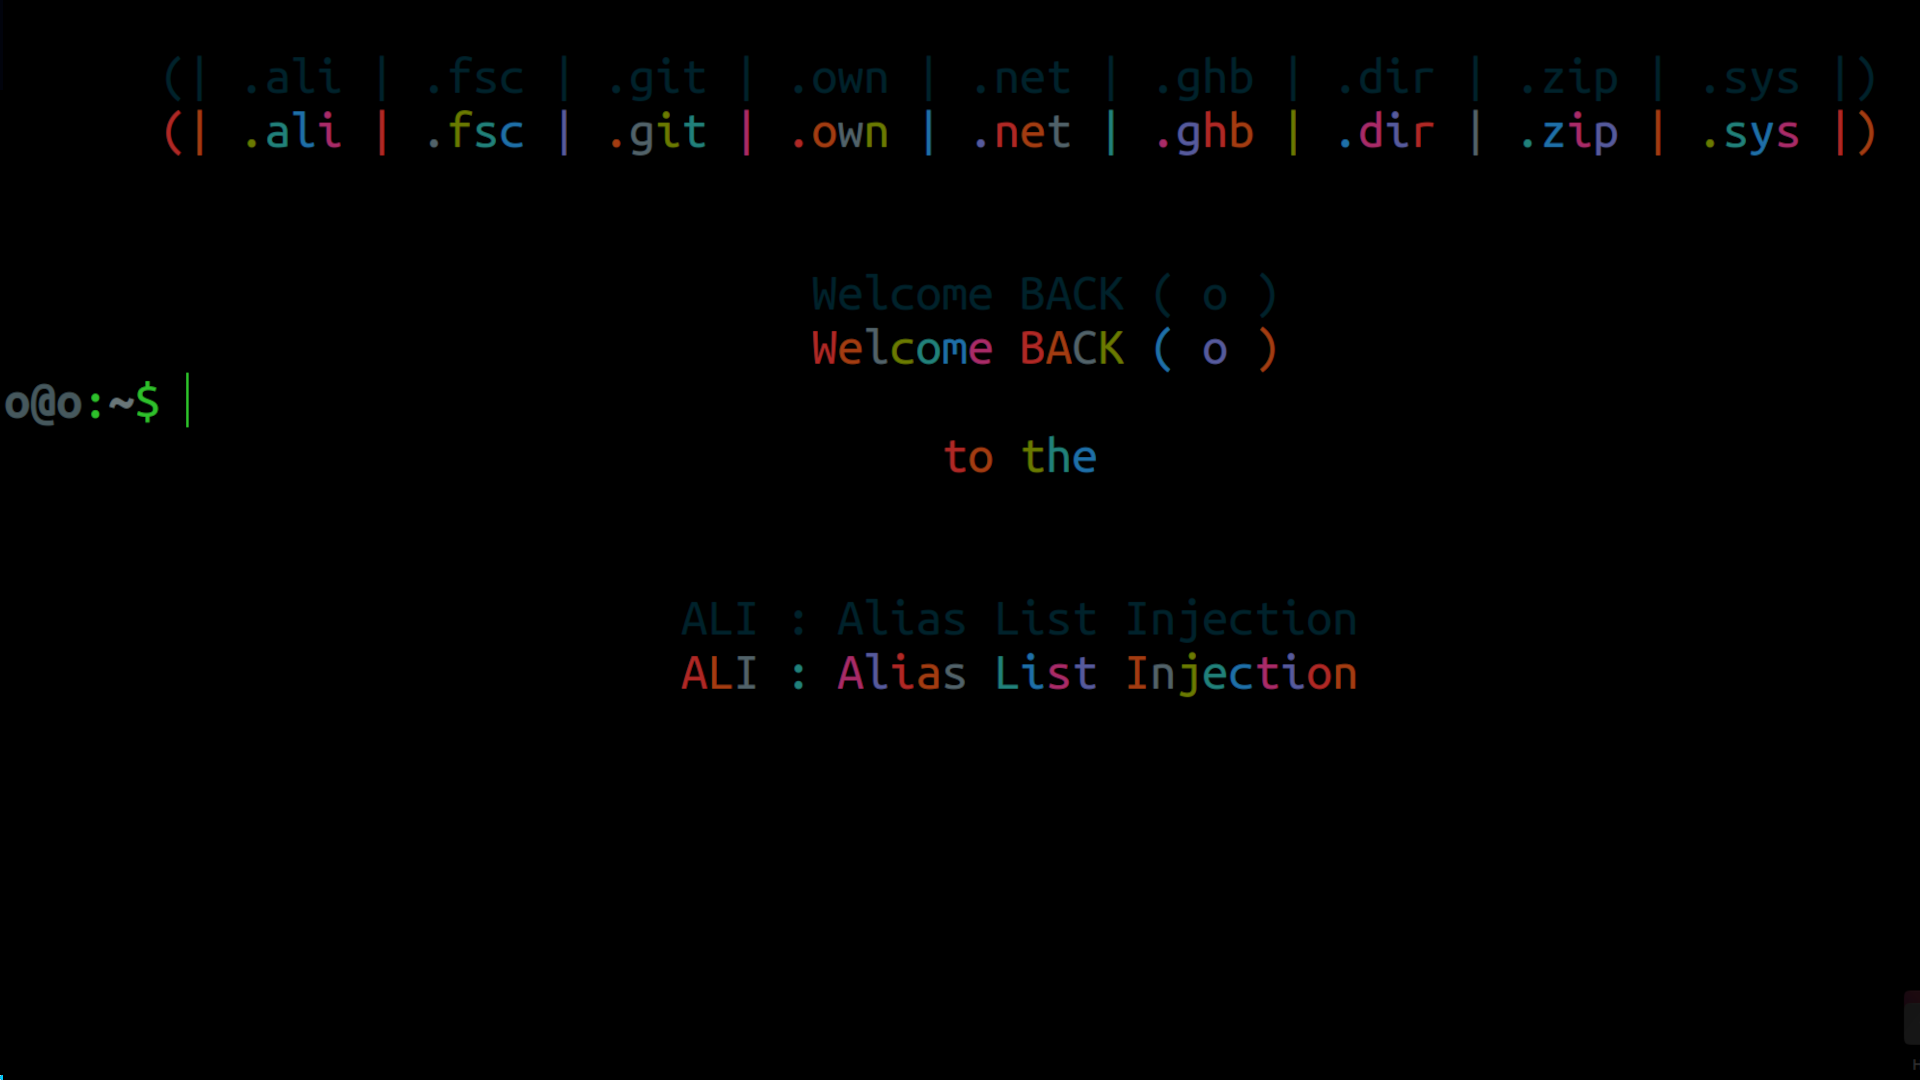 (| .ali | .fsc | .git | .own | .net | .ghb | .dir | .zip | .sys |)
(| .ali | .fsc | .git | .own | .net | .ghb | .dir | .zip | .sys |)
Welcome BACK ( o )
Welcome BACK ( o )
o@o:~$
to the
ALI : Alias List Injection
ALI : Alias List Injection